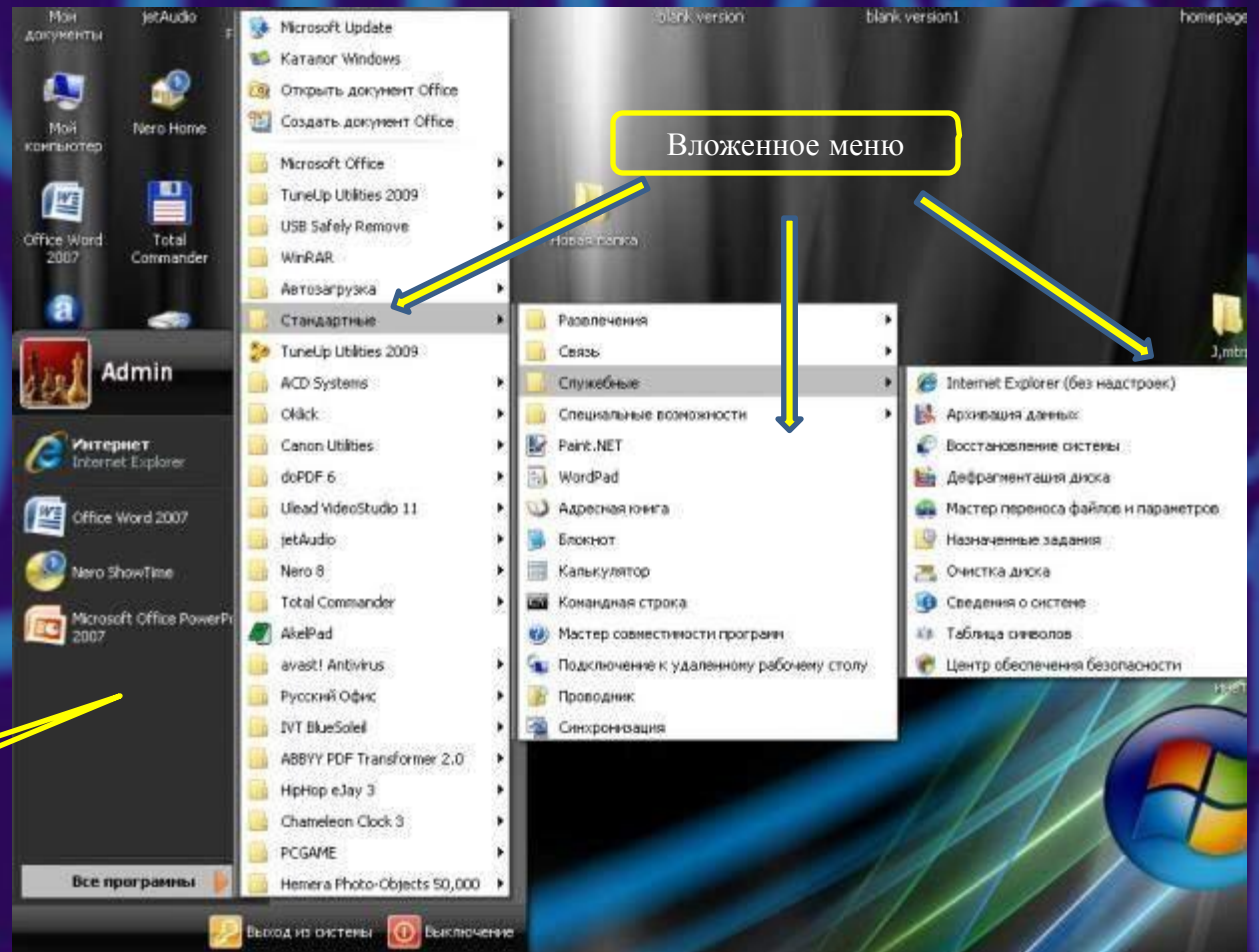 Мои документы
jetAudio
blank version
blank version1
homepage
Мой компьютер
Nero Home
Office Word 2007
Total Commander
Новая папка
Вложенное меню
Admin
Интернет
Internet Explorer
Office Word 2007
Nero ShowTime
Microsoft Office PowerPo
2007
Все программы
Выход из системы
Выключение
Microsoft Update
Каталог Windows
Открыть документ Office
Создать документ Office
Microsoft Office
TuneUp Utilities 2009
USB Safely Remove
WinRAR
Автозагрузка
Стандартные
TuneUp Utilities 2009
ACD Systems
Oklick
Canon Utilities
doPDF 6
Ulead VideoStudio 11
jetAudio
Nero 8
Total Commander
AkelPad
avast! Antivirus
Русский Офис
IVT BlueSoleil
ABBYY PDF Transformer 2.0
HipHop eJay 3
Chameleon Clock 3
PCGAME
Hemera Photo-Objects 50,000
Развлечения
Связь
Служебные
Специальные возможности
Paint.NET
WordPad
Адресная книга
Блокнот
Калькулятор
Командная строка
Мастер совместимости программ
Подключение к удаленному рабочему столу
Проводник
Синхронизация
Internet Explorer (без надстроек)
Архивация данных
Восстановление системы
Дефрагментация диска
Мастер переноса файлов и параметров
Назначенные задания
Очистка диска
Сведения о системе
Таблица символов
Центр обеспечения безопасности